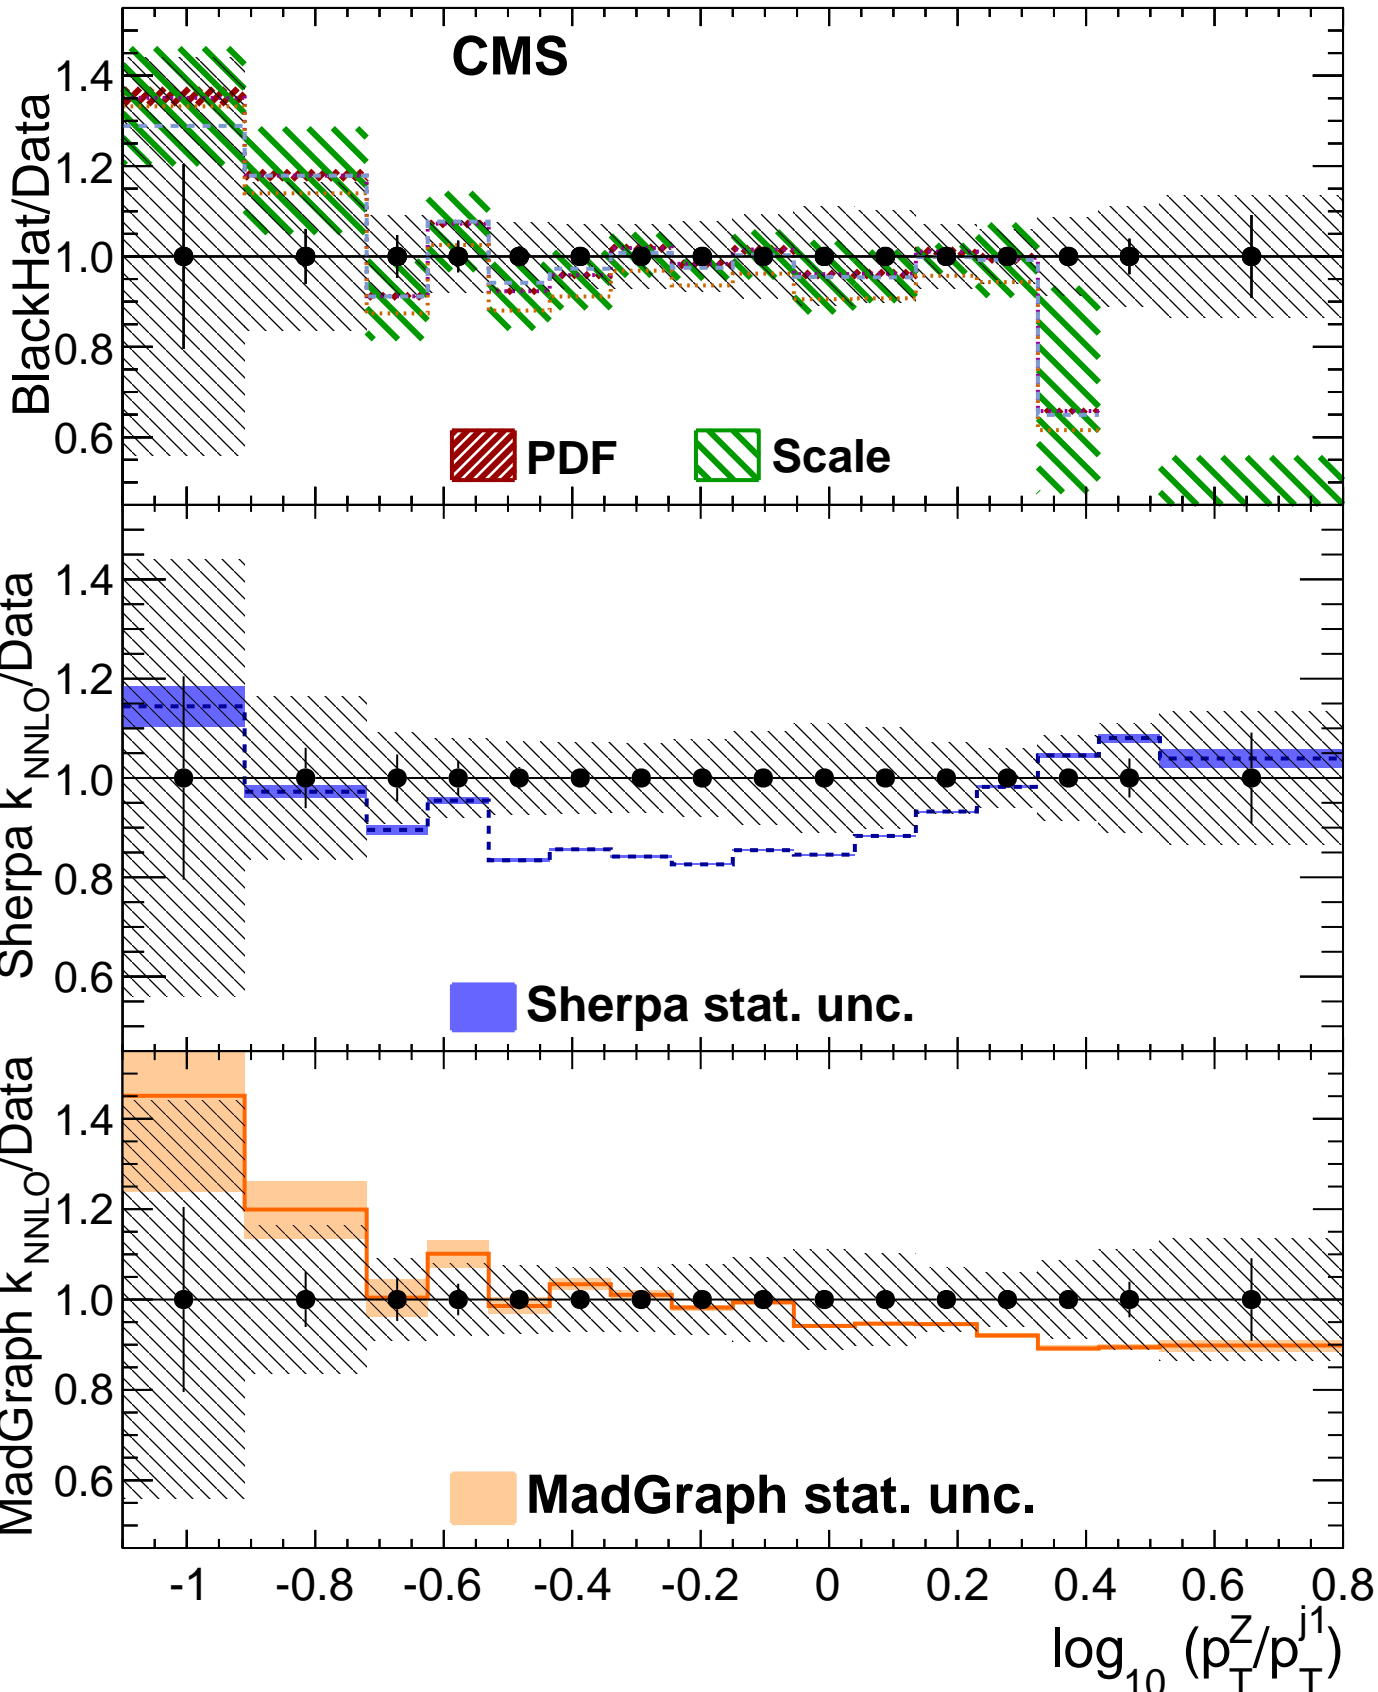 CMS
BlackHat/Data
1.4
1.2
1.0
0.8
0.6
PDF
Scale
Sherpa k_NNLO/Data
1.4
1.2
1.0
0.8
0.6
Sherpa stat. unc.
MadGraph k_NNLO/Data
1.4
1.2
1.0
0.8
0.6
MadGraph stat. unc.
-1 -0.8 -0.6 -0.4 -0.2 0 0.2 0.4 0.6 0.8
log_10 (p_T^Z/p_T^j1)